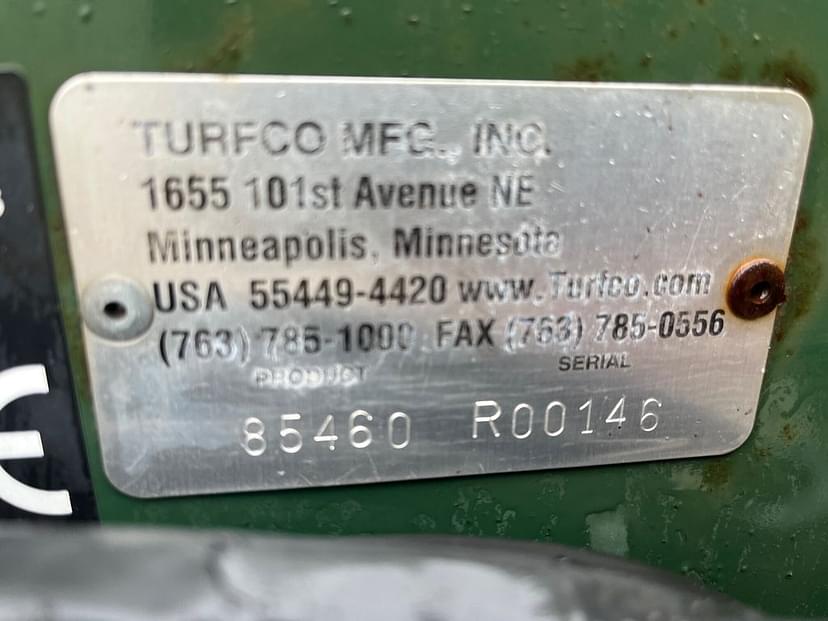 TURFCO MFG., INC.
1655 101st Avenue NE
Minneapolis, Minnesota
USA 55449-4420 www.Turfco.com
(763) 785-1000 FAX (763) 785-0556
PRODUCT SERIAL
85460 R00146
CE